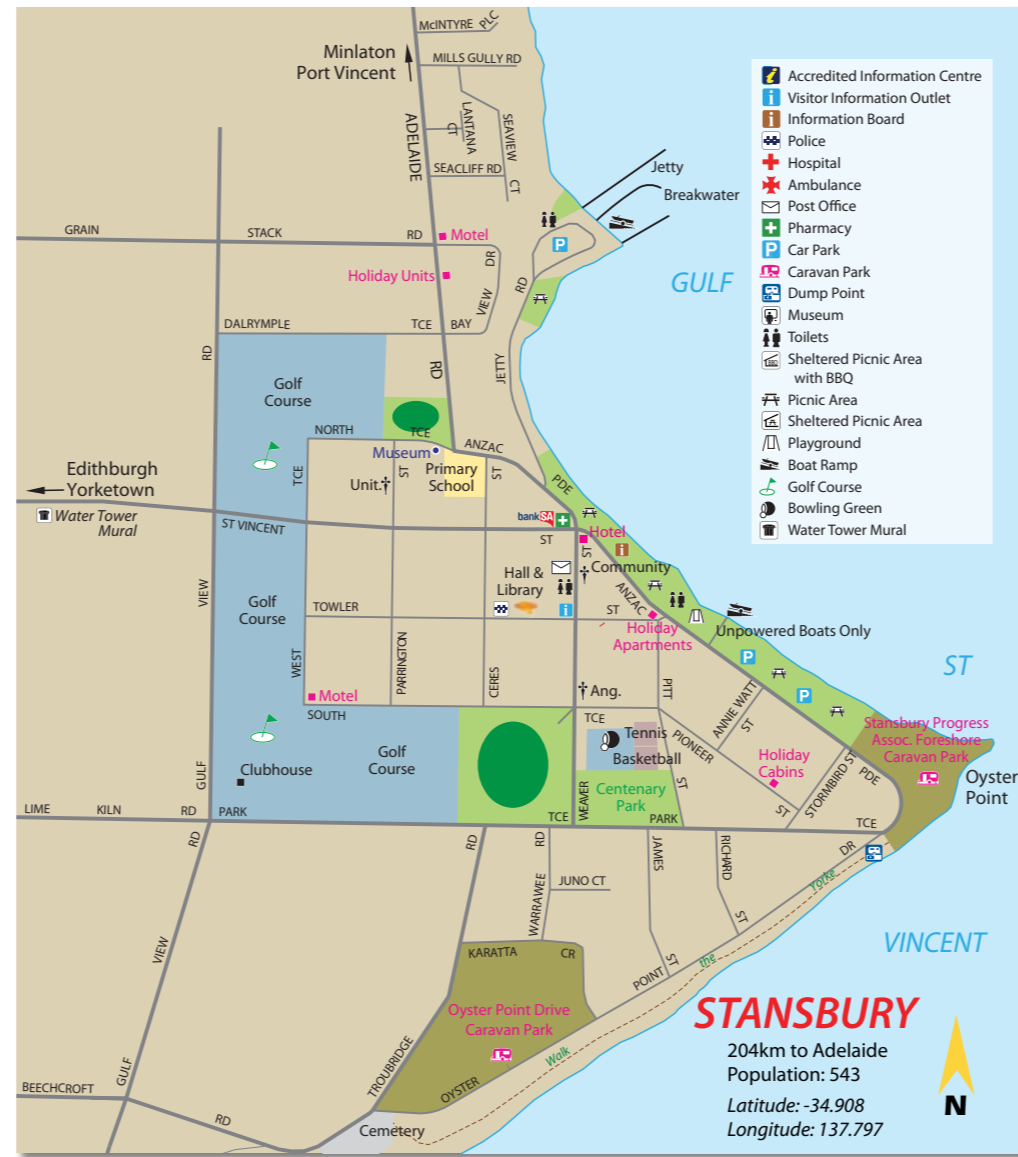 McINTYRE PLC
Minlaton
Port Vincent
MILLS GULLY RD
ADELAIDE
LANTANA
CT
SEAVIEW
CT
SEACLIFF RD
Jetty
Breakwater
Accredited Information Centre
Visitor Information Outlet
Information Board
Police
Hospital
Ambulance
Post Office
Pharmacy
Car Park
Caravan Park
Dump Point
Museum
Toilets
Sheltered Picnic Area
with BBQ
Picnic Area
Sheltered Picnic Area
Playground
Boat Ramp
Golf Course
Bowling Green
Water Tower Mural
GRAIN STACK RD
Motel
Holiday Units
VIEW DR
P
JETTY RD
GULF
DALRYMPLE TCE
BAY
RD
RD
Golf
Course
NORTH TCE
Museum
ANZAC
PDE
Primary
School
Unit.
ST
ST
TCE
Edithburgh
Yorketown
Water Tower
Mural
ST VINCENT
ST
bankSA
Hotel
ST
Community
Hall &
Library
ANZAC
VIEW
Golf
Course
TOWLER
ST
Holiday
Apartments
Unpowered Boats Only
P
P
ST
WEST
PARRINGTON
CERES
Ang.
PITT
Motel
SOUTH
TCE
ANNIE WATT
ST
Stansbury Progress
Assoc. Foreshore
Caravan Park
Tennis
Basketball
PIONEER
ST
Golf
Course
Clubhouse
GULF
Holiday
Cabins
STORMBIRD ST
PDE
Oyster
Point
Centenary
Park
WEAVER
ST
LIME KILN RD
PARK
TCE
PARK
TCE
RD
RD
RD
JAMES
ST
RICHARD
ST
DR
Yorke
WARRAWEE
JUNO CT
VIEW
KARATTA CR
POINT
the
VINCENT
Oyster Point Drive
Caravan Park
STANSBURY
204km to Adelaide
Population: 543
Latitude: -34.908
Longitude: 137.797
N
TROUBRIDGE
Walk
OYSTER
GULF
BEECHCROFT
RD
Cemetery